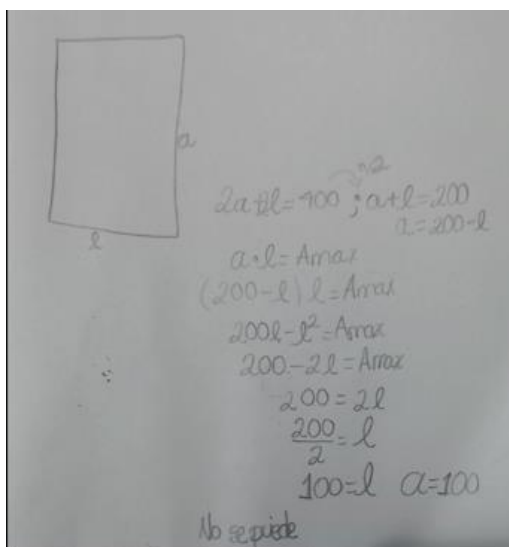 a
l
÷2
2a+2l=400 ; a+l=200
a=200-l
a·l=Amax
(200-l)l=Amax
200l-l²=Amax
200-2l=Amax
200=2l
200/2=l
100=l a=100
No se puede